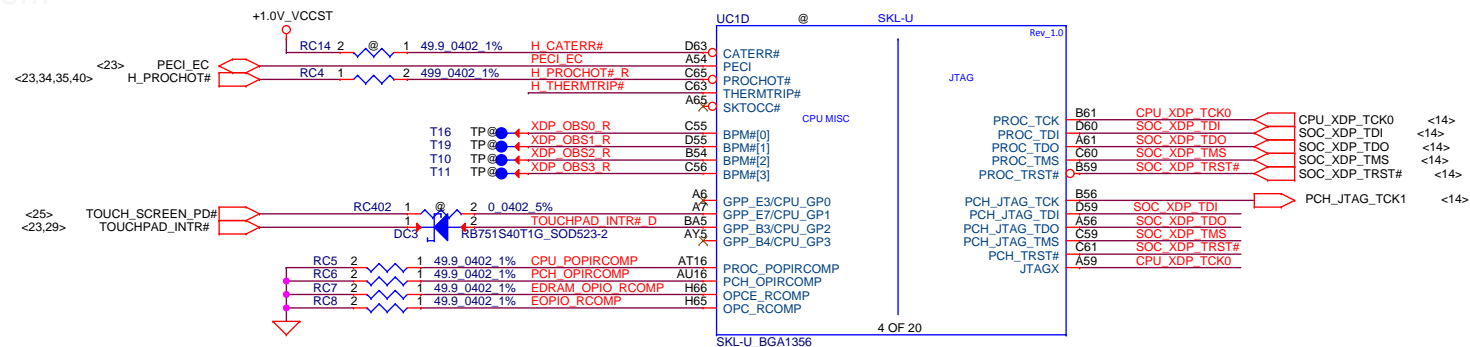 om
+1.0V_VCCST
UC1D @ SKL-U
Rev_1.0
RC14 2 @ 1 49.9_0402_1% H_CATERR# D63 CATERR#
<23> PECI_EC PECI_EC A54 PECI
<23,34,35,40> H_PROCHOT# RC4 1 2 499_0402_1% H_PROCHOT#_R C65 PROCHOT#
H_THERMTRIP# C63 THERMTRIP#
A65 SKTOCC#
JTAG
CPU MISC
T16 TP@ XDP_OBS0_R C55 BPM#[0]
T19 TP@ XDP_OBS1_R D55 BPM#[1]
T10 TP@ XDP_OBS2_R B54 BPM#[2]
T11 TP@ XDP_OBS3_R C56 BPM#[3]
PROC_TCK B61 CPU_XDP_TCK0 CPU_XDP_TCK0 <14>
PROC_TDI D60 SOC_XDP_TDI SOC_XDP_TDI <14>
PROC_TDO A61 SOC_XDP_TDO SOC_XDP_TDO <14>
PROC_TMS C60 SOC_XDP_TMS SOC_XDP_TMS <14>
PROC_TRST# B59 SOC_XDP_TRST# SOC_XDP_TRST# <14>
A6 GPP_E3/CPU_GP0
<25> TOUCH_SCREEN_PD# RC402 1 @ 2 0_0402_5% A7 GPP_E7/CPU_GP1
<23,29> TOUCHPAD_INTR# 1 2 TOUCHPAD_INTR#_D BA5 GPP_B3/CPU_GP2
DC3 RB751S40T1G_SOD523-2 AY5 GPP_B4/CPU_GP3
PCH_JTAG_TCK B56 PCH_JTAG_TCK1 <14>
PCH_JTAG_TDI D59 SOC_XDP_TDI
PCH_JTAG_TDO A56 SOC_XDP_TDO
PCH_JTAG_TMS C59 SOC_XDP_TMS
PCH_TRST# C61 SOC_XDP_TRST#
JTAGX A59 CPU_XDP_TCK0
RC5 2 1 49.9_0402_1% CPU_POPIRCOMP AT16 PROC_POPIRCOMP
RC6 2 1 49.9_0402_1% PCH_OPIRCOMP AU16 PCH_OPIRCOMP
RC7 2 1 49.9_0402_1% EDRAM_OPIO_RCOMP H66 OPCE_RCOMP
RC8 2 1 49.9_0402_1% EOPIO_RCOMP H65 OPC_RCOMP
4 OF 20
SKL-U_BGA1356